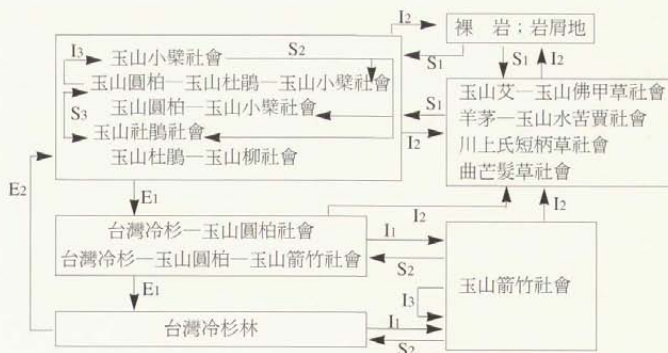 I2
裸岩；岩屑地
I3
玉山小檗社會
S2
S1
S1
I2
玉山圓柏—玉山杜鵑—玉山小檗社會
S3
玉山圓柏—玉山小檗社會
玉山社鵑社會
玉山杜鵑—玉山柳社會
S1
I2
玉山艾—玉山佛甲草社會
羊茅—玉山水苦賈社會
川上氏短柄草社會
曲芒髮草社會
E2
E1
I2
I2
台灣冷杉—玉山圓柏社會
台灣冷杉—玉山圓柏—玉山箭竹社會
I1
S2
玉山箭竹社會
I3
E1
台灣冷杉林
I1
S2